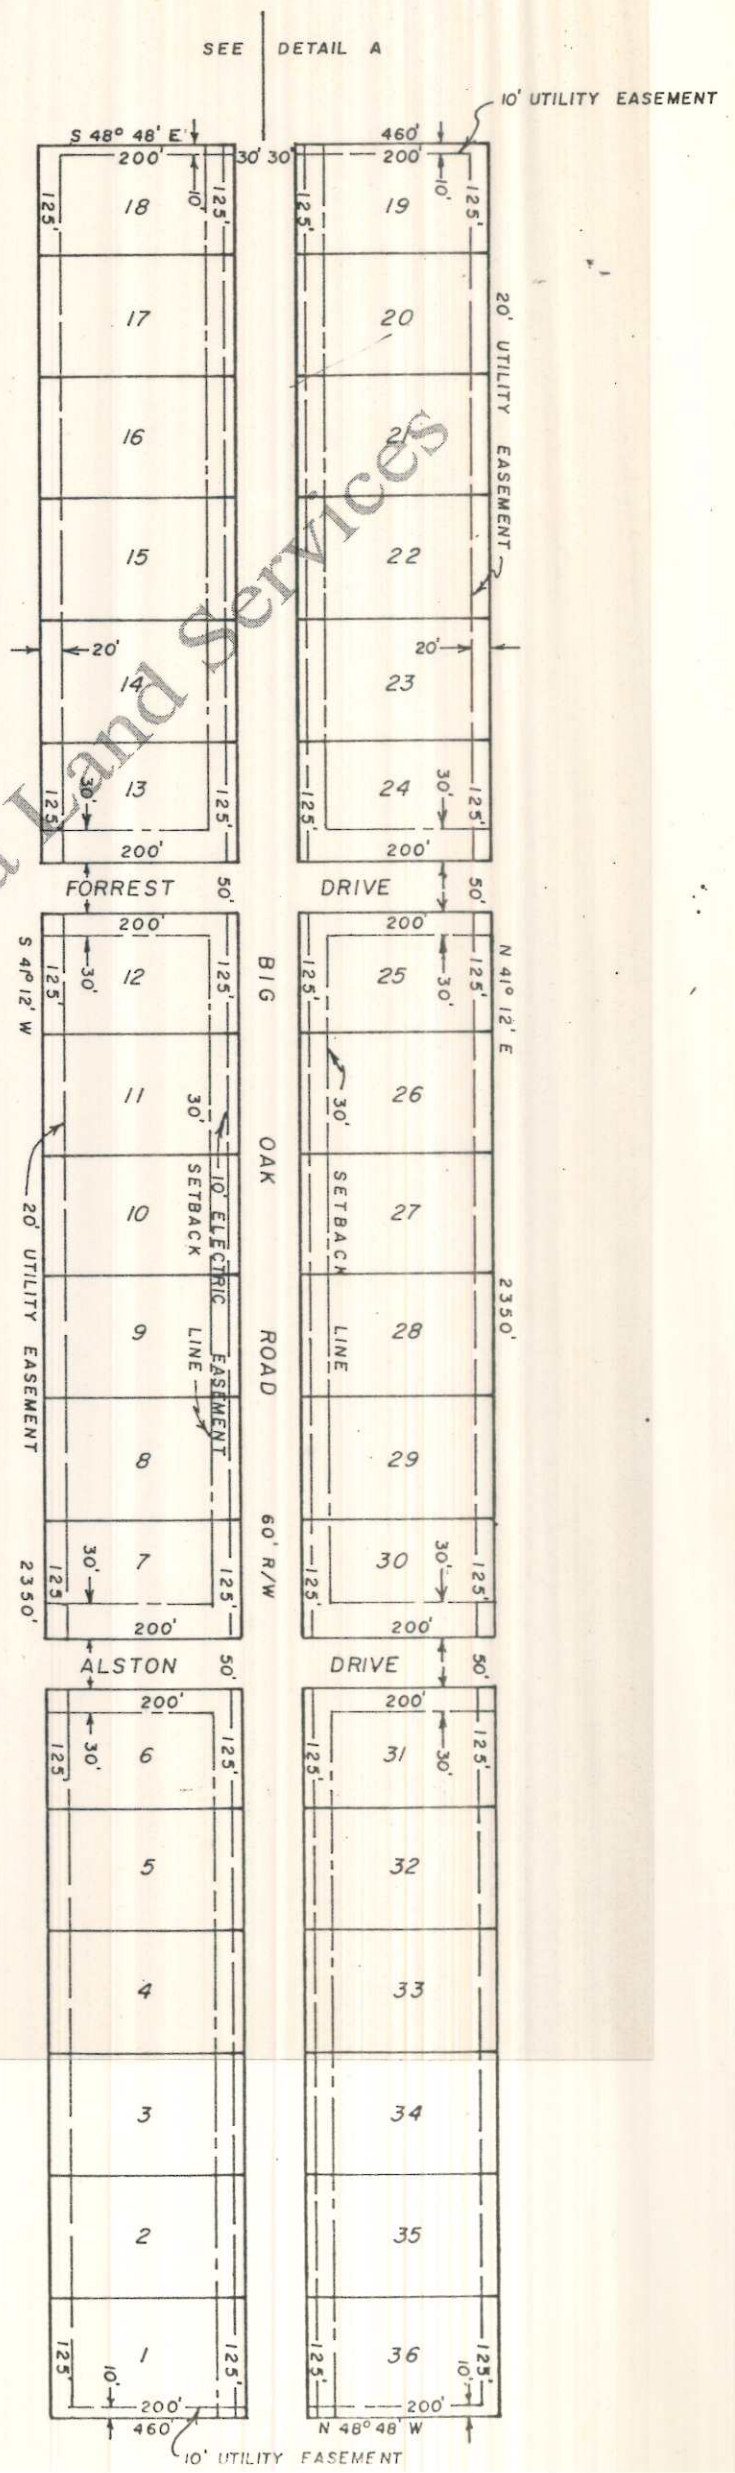 SEE DETAIL A
10' UTILITY EASEMENT
S 48° 48' E
460'
200' 30' 30' 200'
125' 10' 125' 125' 10' 125'
18 19
17 20
20' UTILITY EASEMENT
16 21
15 22
20' 20'
14 23
13 24
125' 30' 125' 125' 30' 125'
200' 200'
Land Services
FORREST 50' DRIVE 50'
200' 200'
S 41° 12' W
125' 30' 12 125' 125' 25 30' 125'
N 41° 12' E
BIG OAK ROAD 60' R/W
11 26
30' SETBACK LINE
10' ELECTRIC EASEMENT
30' SETBACK LINE
10 27
20' UTILITY EASEMENT
2350'
9 28
2350'
8 29
7 30
125' 30' 125' 125' 30' 125'
200' 200'
ALSTON 50' DRIVE 50'
200' 200'
125' 30' 6 125' 125' 31 30' 125'
5 32
4 33
3 34
2 35
1 36
125' 10' 125' 125' 10' 125'
200' 200'
460' N 48° 48' W
10' UTILITY EASEMENT